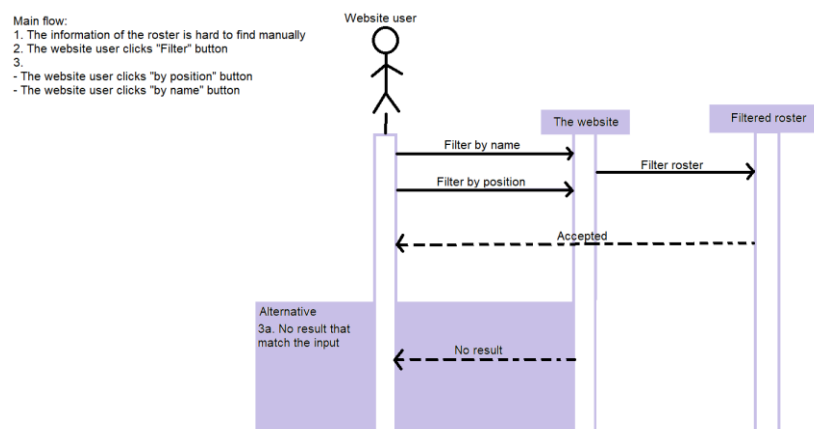 Main flow:
1. The information of the roster is hard to find manually
2. The website user clicks "Filter" button
3.
- The website user clicks "by position" button
- The website user clicks "by name" button
Website user
The website
Filtered roster
Filter by name
Filter roster
Filter by position
Accepted
Alternative
3a. No result that
match the input
No result